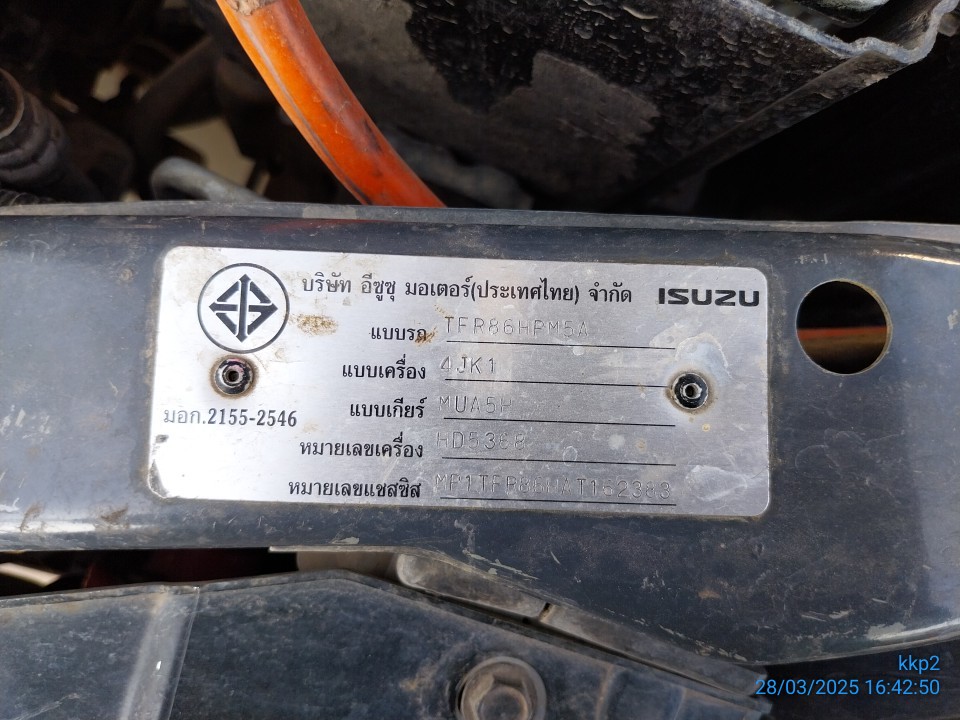 บริษัท อีซูซุ มอเตอร์(ประเทศไทย) จำกัด ISUZU
แบบรถ TFR86HPM5A
แบบเครื่อง 4JK1
แบบเกียร์ MUA5H
มอก.2155-2546
หมายเลขเครื่อง HD5368
หมายเลขแชสซิส
kkp2
28/03/2025 16:42:50